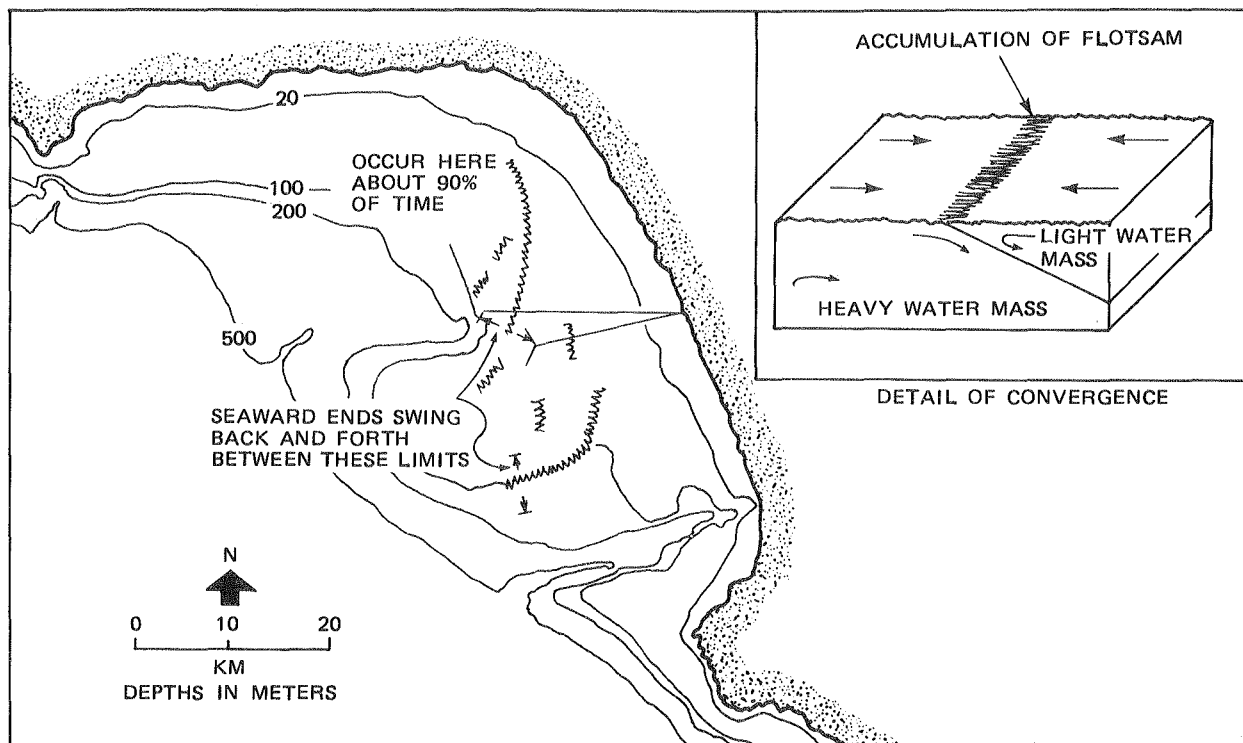 20
100
200
500
OCCUR HERE
ABOUT 90%
OF TIME
SEAWARD ENDS SWING
BACK AND FORTH
BETWEEN THESE LIMITS
N
0 10 20
KM
DEPTHS IN METERS
ACCUMULATION OF FLOTSAM
LIGHT WATER
MASS
HEAVY WATER MASS
DETAIL OF CONVERGENCE